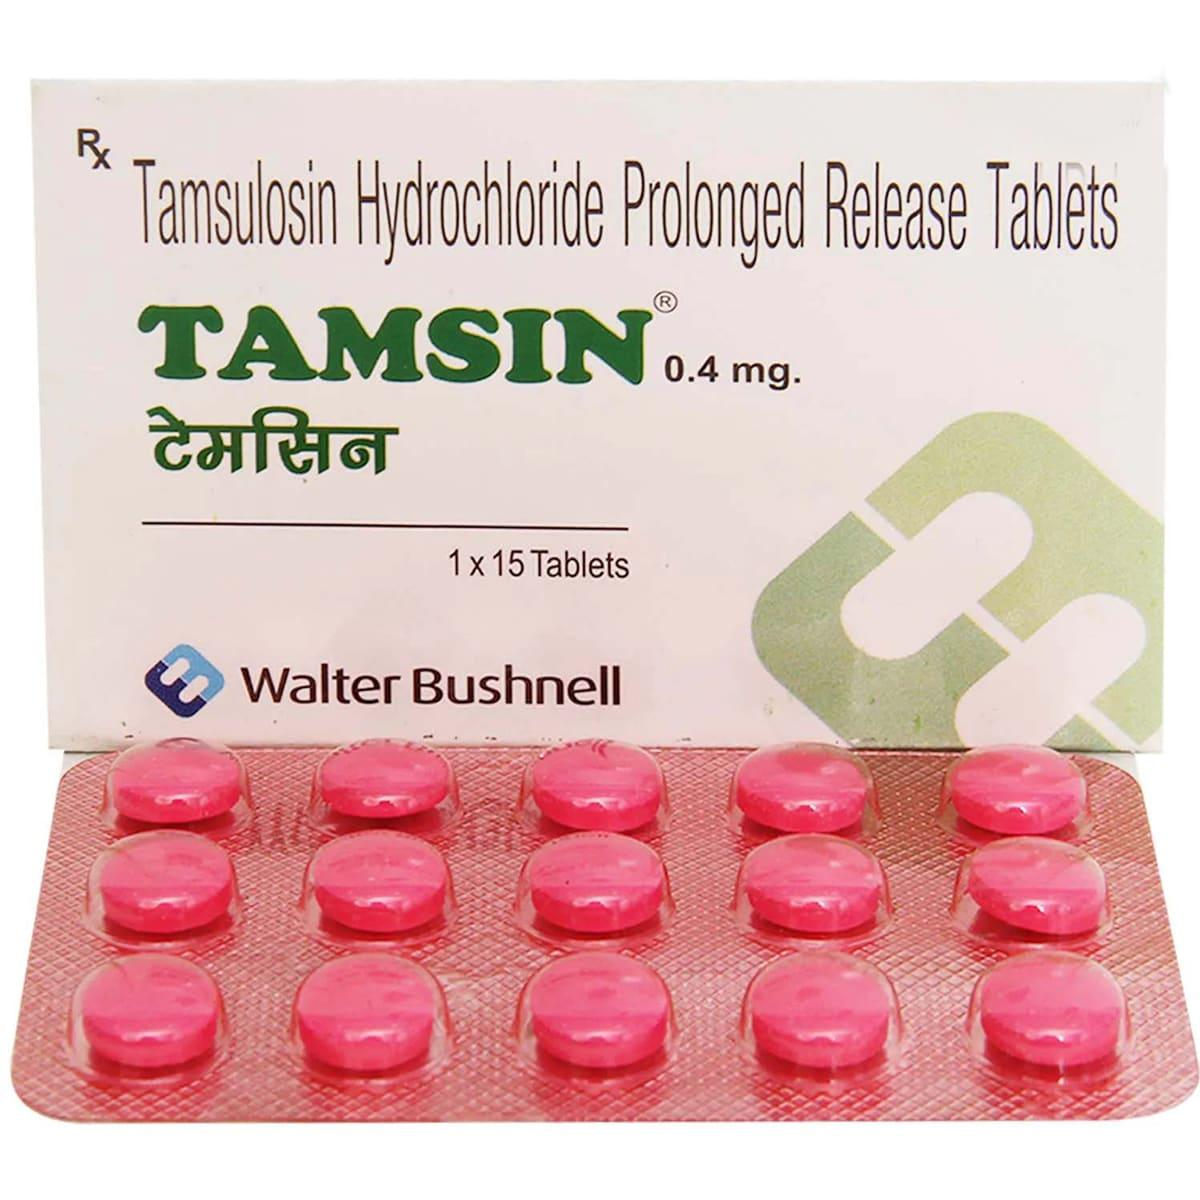 Rx
Tamsulosin Hydrochloride Prolonged Release Tablets
TAMSIN® 0.4 mg.
टेमसिन
1 x 15 Tablets
Walter Bushnell